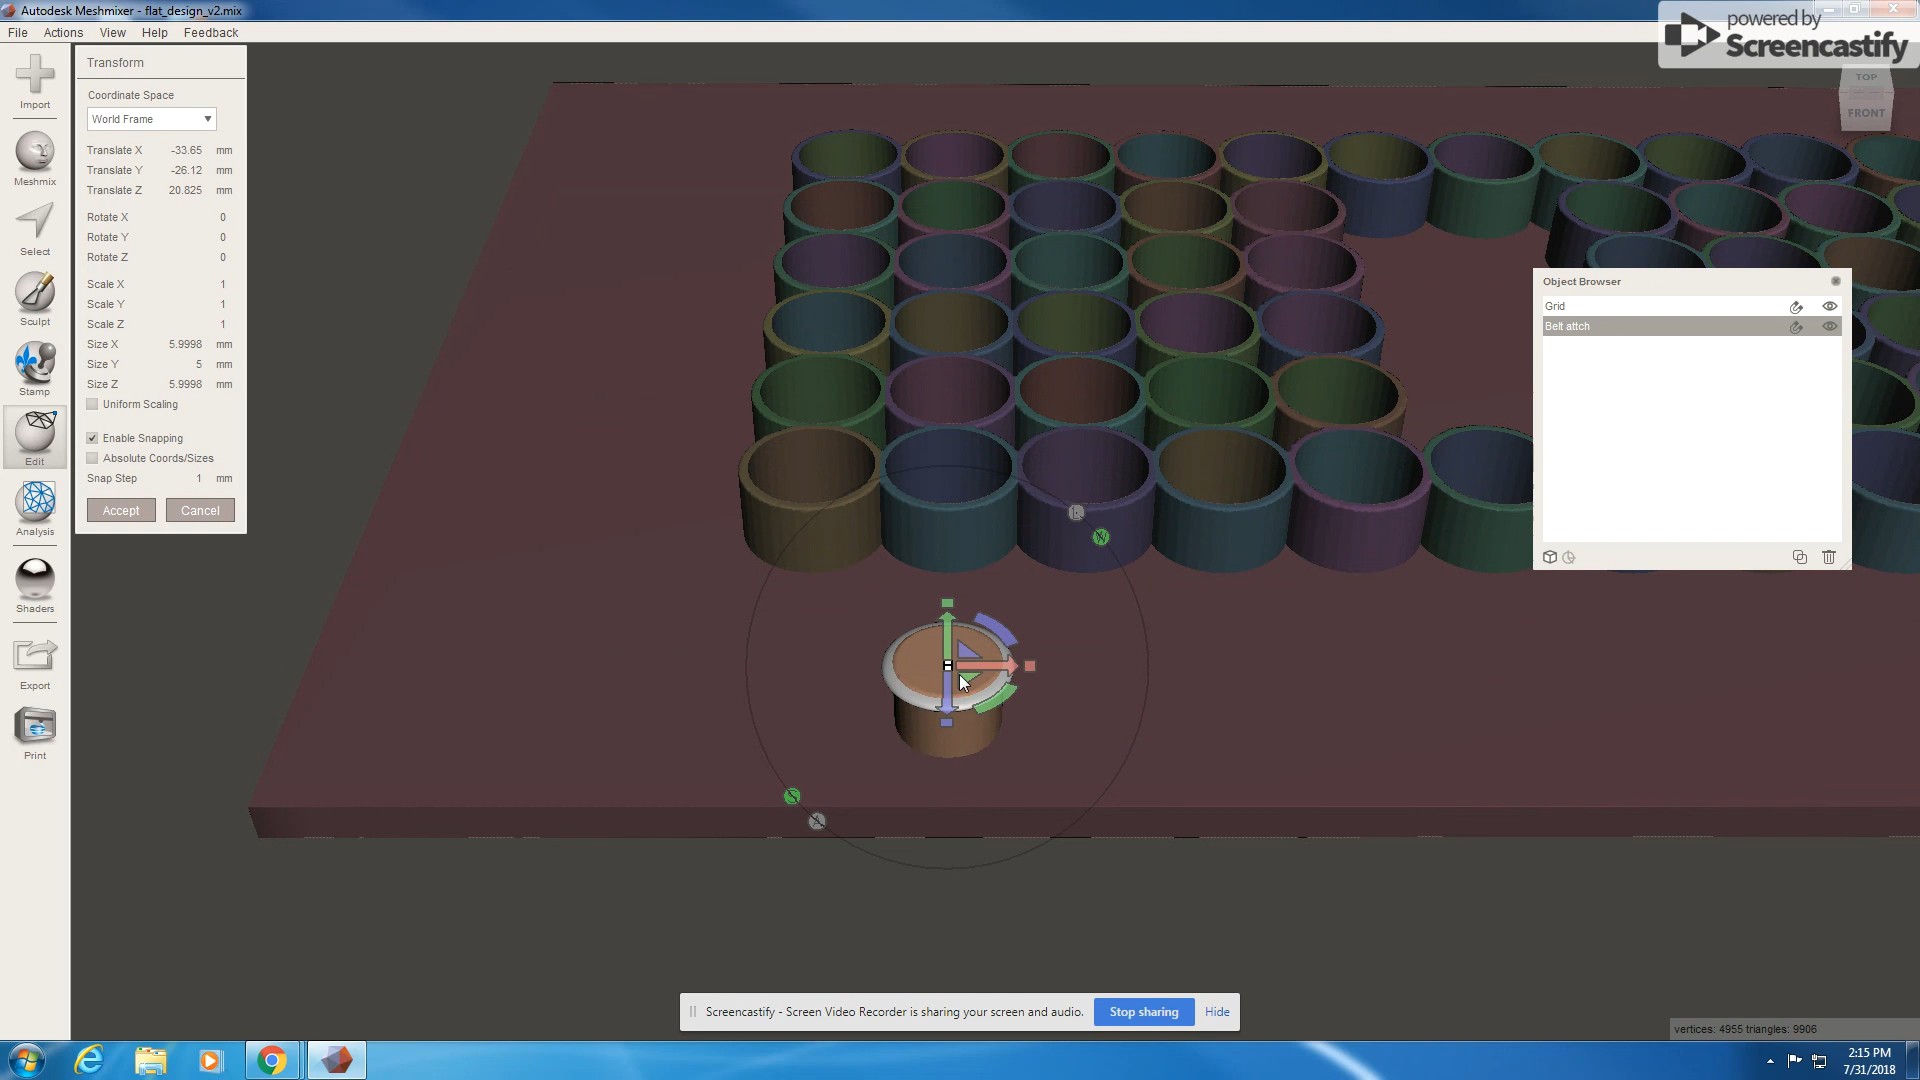 Autodesk Meshmixer - flat_design_v2.mix
File Actions View Help Feedback
powered by
Screencastify
Import
Meshmix
Select
Sculpt
Stamp
Edit
Analysis
Shaders
Export
Print
Transform
Coordinate Space
World Frame
Translate X -33.65 mm
Translate Y -26.12 mm
Translate Z 20.825 mm
Rotate X 0
Rotate Y 0
Rotate Z 0
Scale X 1
Scale Y 1
Scale Z 1
Size X 5.9998 mm
Size Y 5 mm
Size Z 5.9998 mm
Uniform Scaling
Enable Snapping
Absolute Coords/Sizes
Snap Step 1 mm
Accept Cancel
TOP
FRONT
Object Browser
Grid
Belt attch
L
W
A
Screencastify - Screen Video Recorder is sharing your screen and audio. Stop sharing Hide
vertices: 4955 triangles: 9906
2:15 PM
7/31/2018